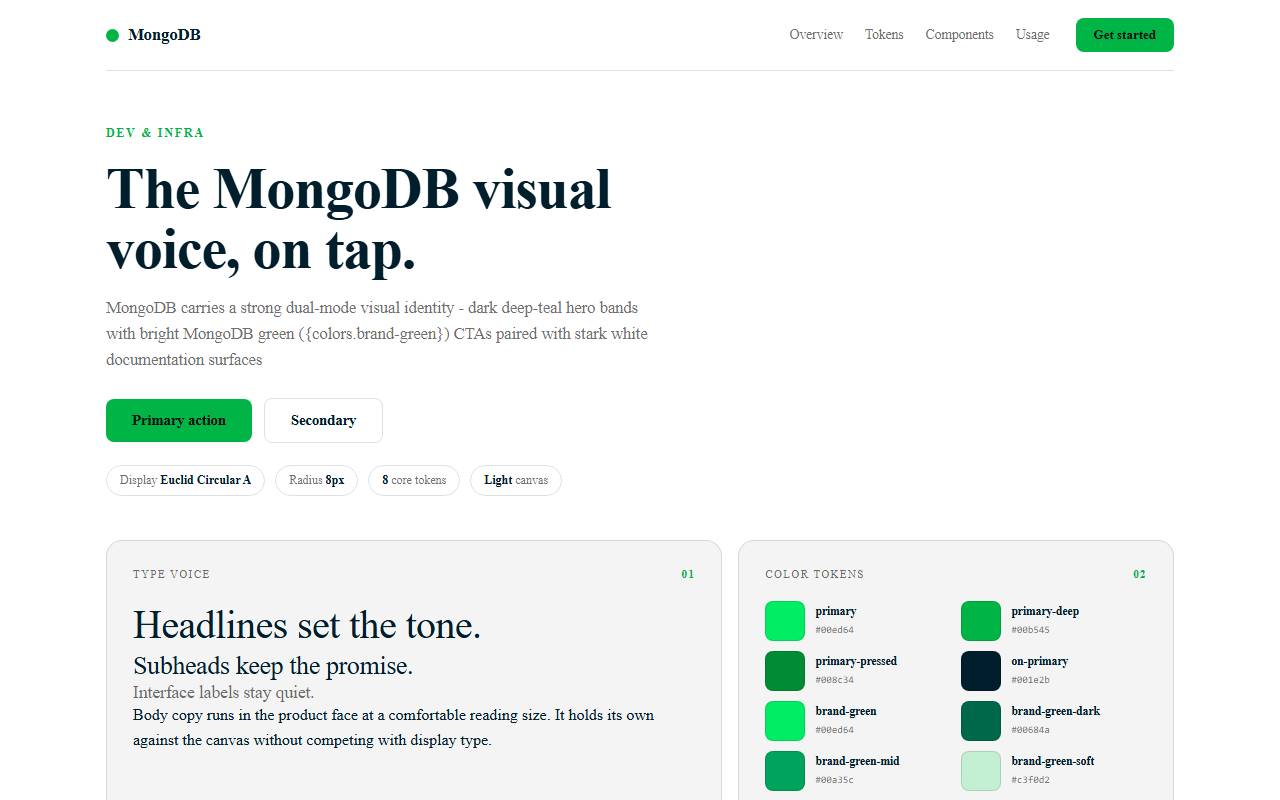 MongoDB
Overview Tokens Components Usage Get started
DEV & INFRA
The MongoDB visual
voice, on tap.
MongoDB carries a strong dual-mode visual identity - dark deep-teal hero bands
with bright MongoDB green ({colors.brand-green}) CTAs paired with stark white
documentation surfaces
Primary action Secondary
Display Euclid Circular A Radius 8px 8 core tokens Light canvas
TYPE VOICE 01
Headlines set the tone.
Subheads keep the promise.
Interface labels stay quiet.
Body copy runs in the product face at a comfortable reading size. It holds its own
against the canvas without competing with display type.
COLOR TOKENS 02
primary
#00ed64
primary-deep
#00b545
primary-pressed
#008c34
on-primary
#001e2b
brand-green
#00ed64
brand-green-dark
#00684a
brand-green-mid
#00a35c
brand-green-soft
#c3f0d2